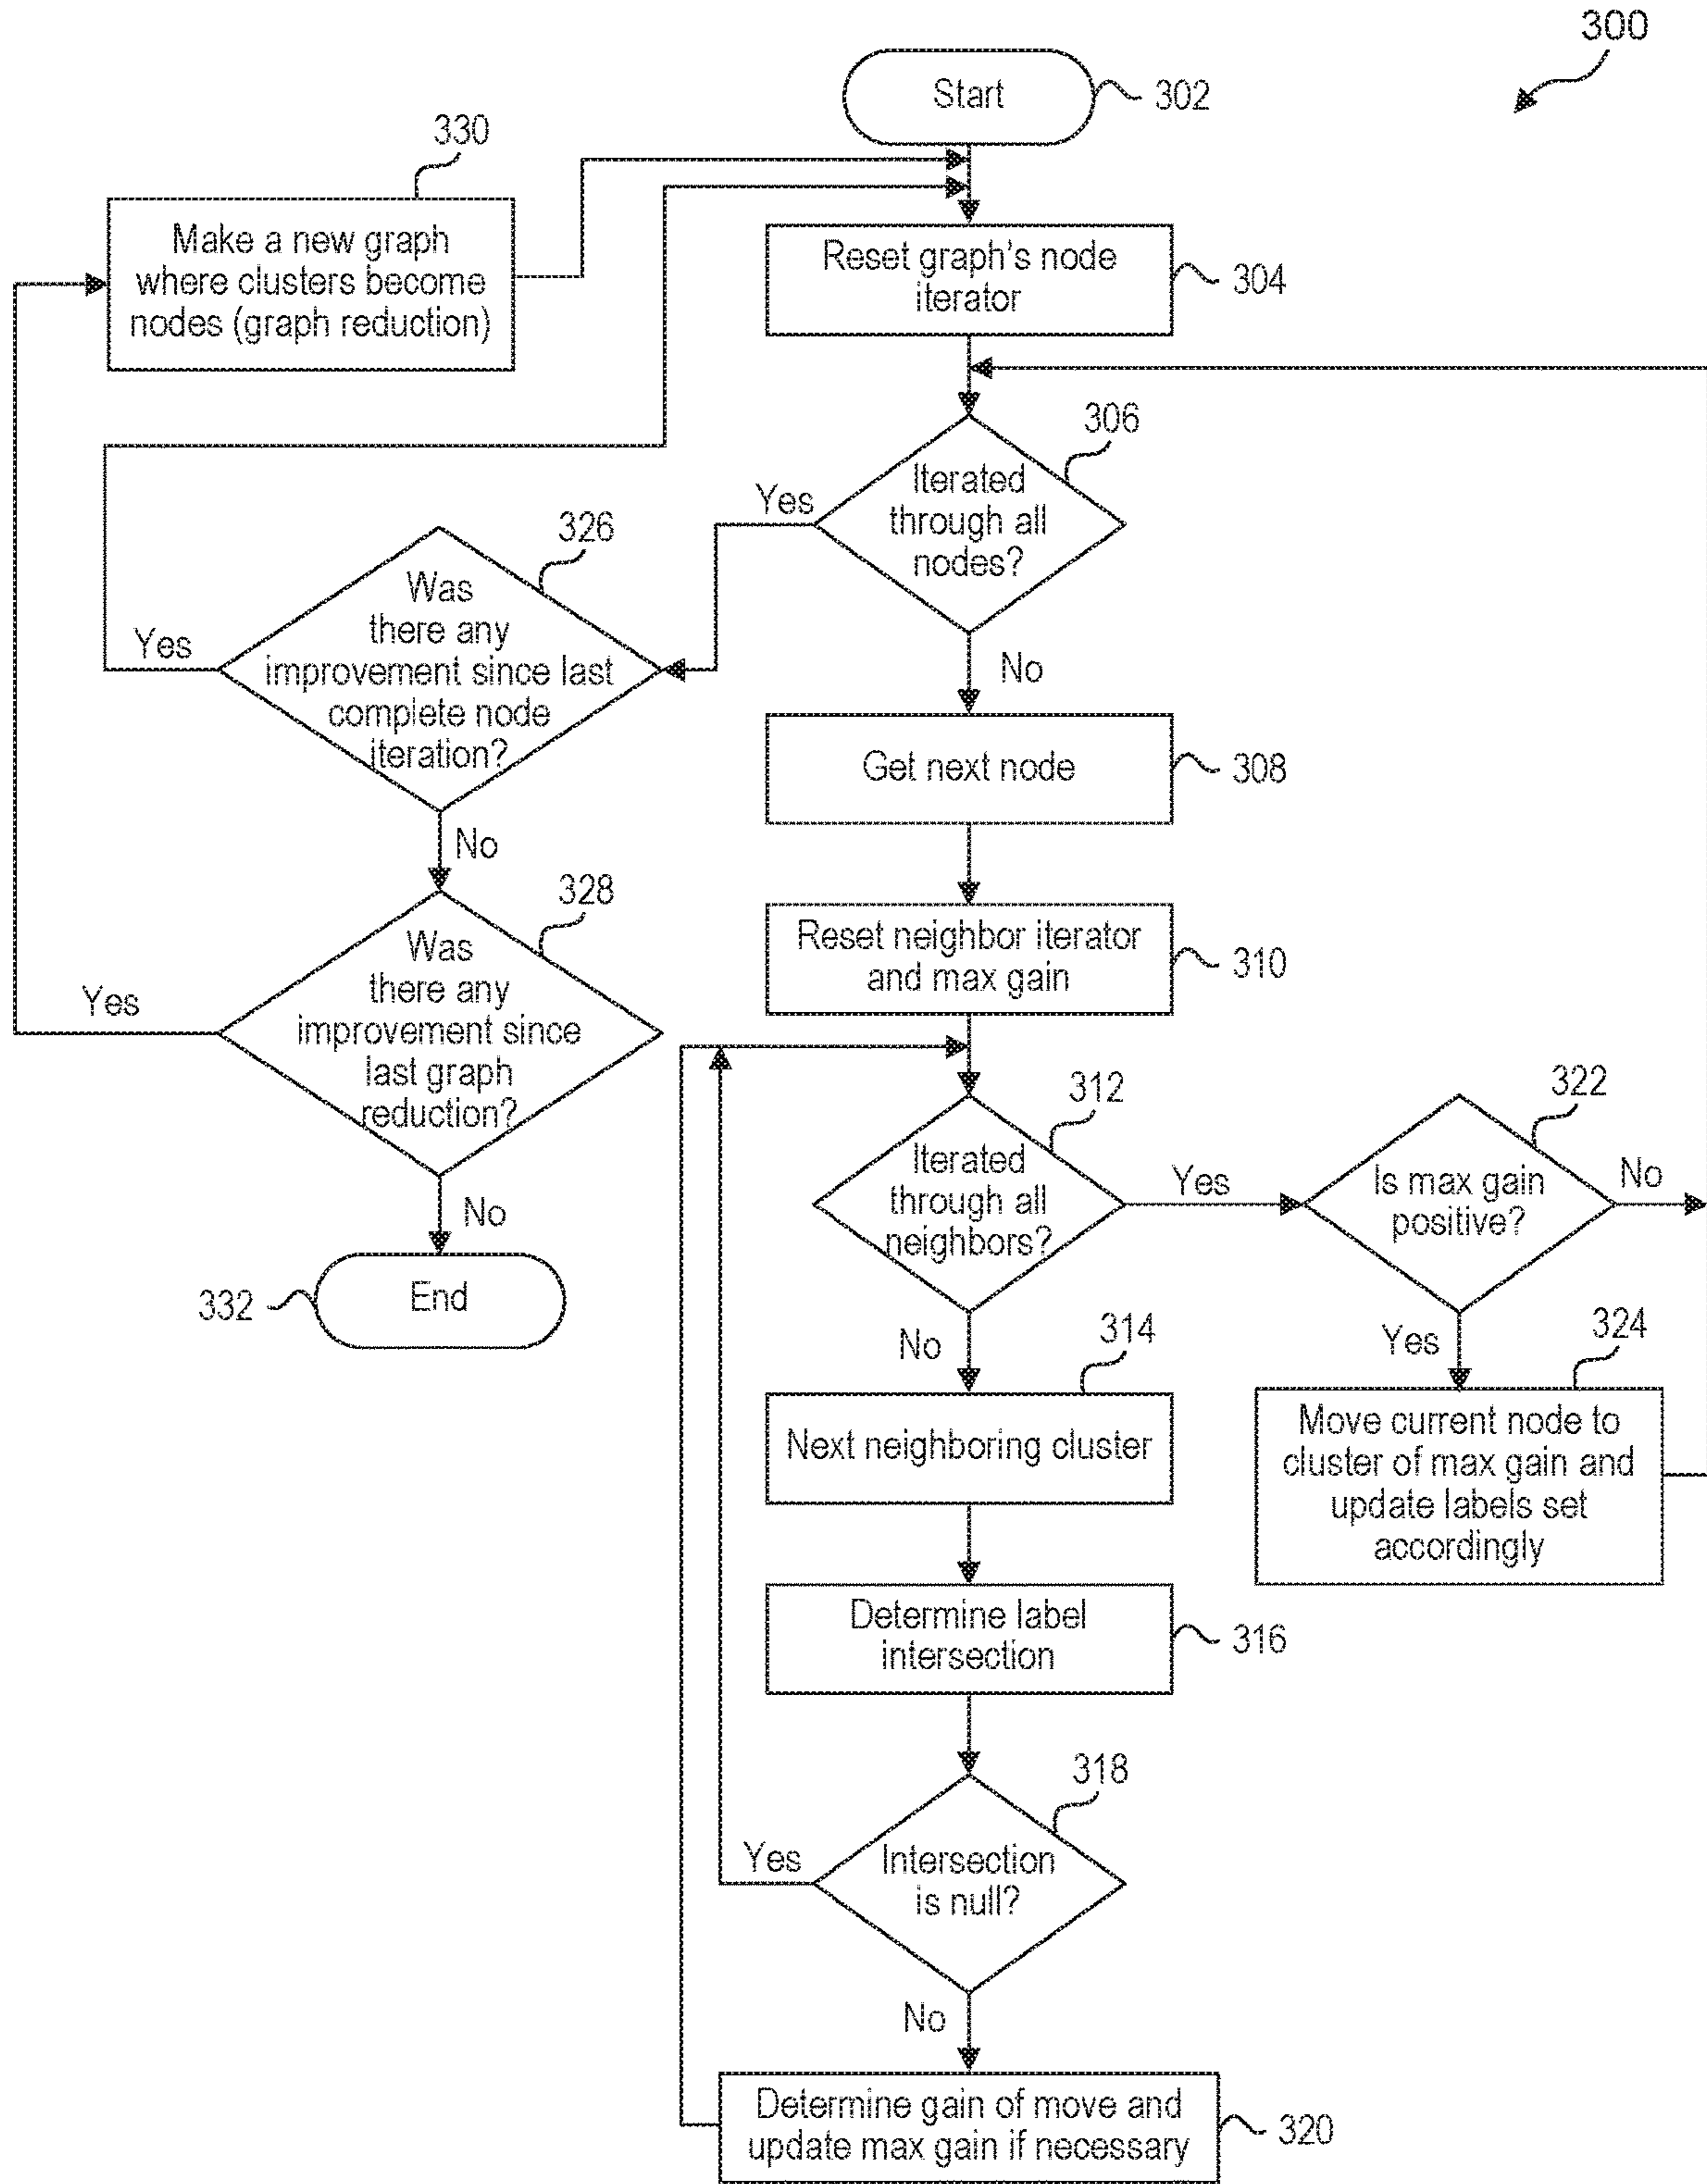 300
Start
302
330
Make a new graph
where clusters become
nodes (graph reduction)
Reset graph's node
iterator
304
306
Iterated
through all
nodes?
Yes
No
326
Was
there any
improvement since last
complete node
iteration?
Yes
No
Get next node
308
328
Was
there any
improvement since
last graph
reduction?
Yes
No
Reset neighbor iterator
and max gain
310
End
332
312
Iterated
through all
neighbors?
Yes
No
322
Is max gain
positive?
No
Yes
314
Next neighboring cluster
324
Move current node to
cluster of max gain and
update labels set
accordingly
Determine label
intersection
316
318
Intersection
is null?
Yes
No
Determine gain of move and
update max gain if necessary
320